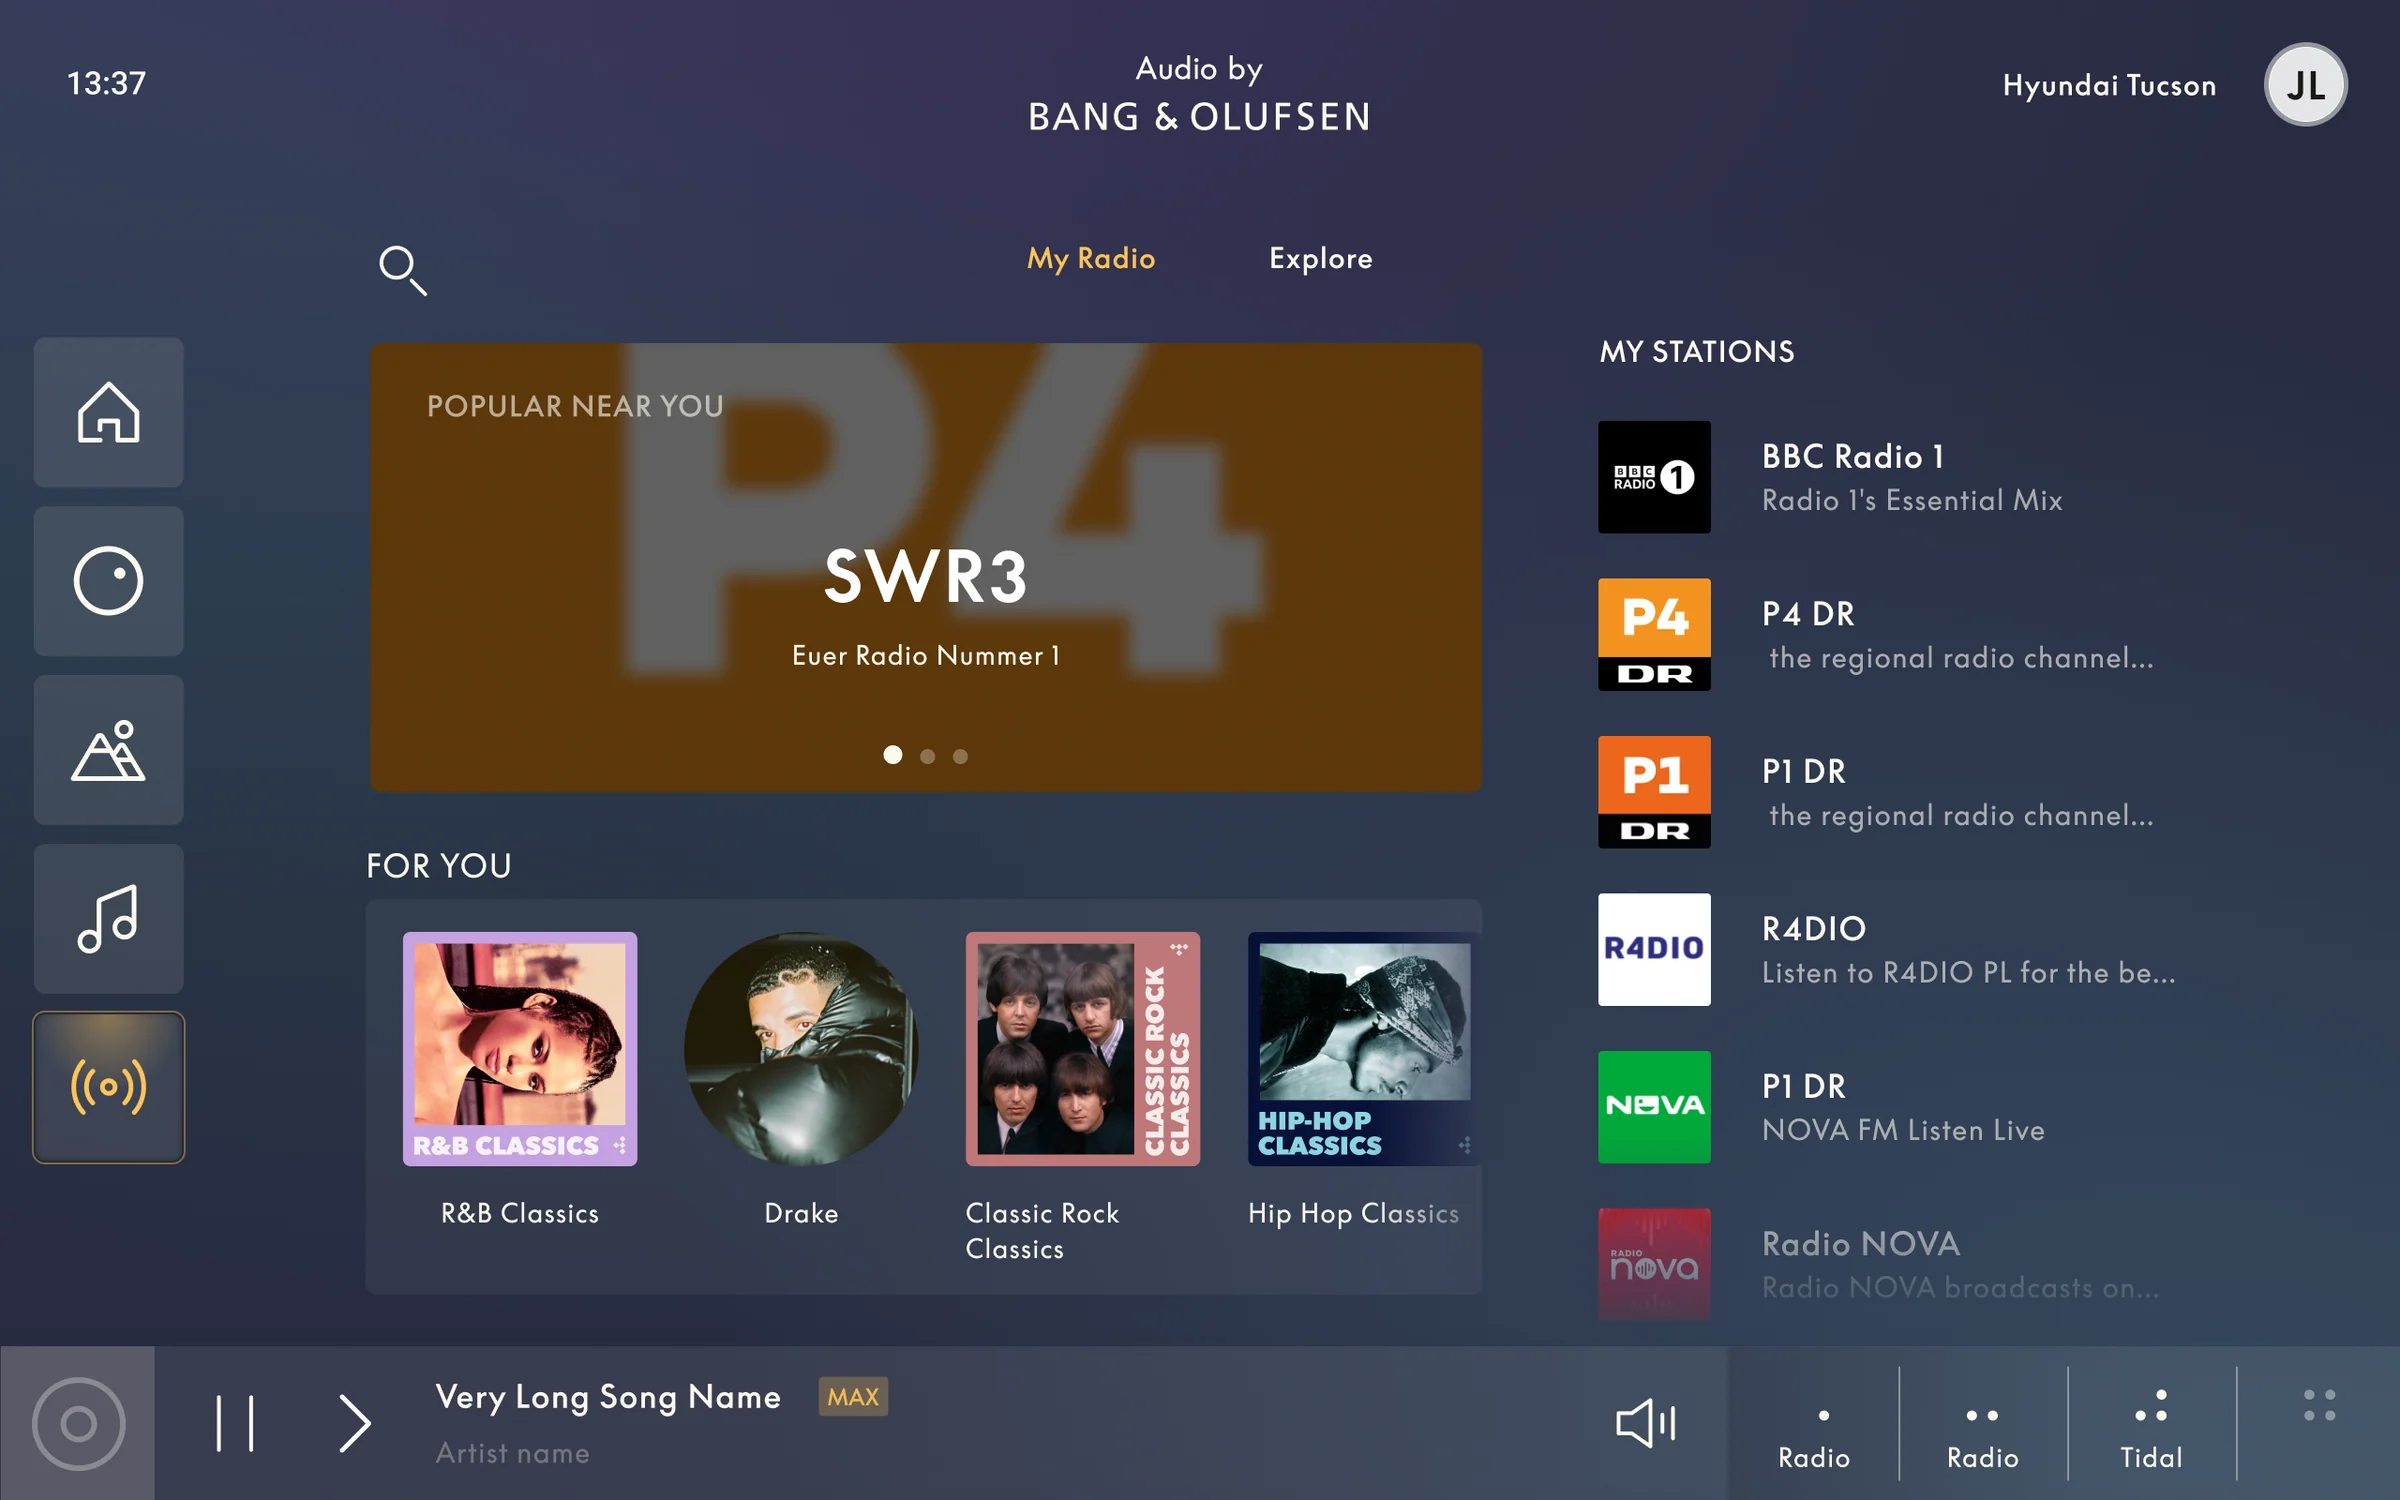 13:37
Audio by
BANG & OLUFSEN
Hyundai Tucson
JL
My Radio
Explore
P4
POPULAR NEAR YOU
SWR3
Euer Radio Nummer 1
FOR YOU
R&B CLASSICS
R&B Classics
Drake
CLASSIC ROCK
CLASSICS
Classic Rock
Classics
HIP-HOP
CLASSICS
Hip Hop Classics
MY STATIONS
BBC
RADIO 1
BBC Radio 1
Radio 1's Essential Mix
P4
DR
P4 DR
the regional radio channel...
P1
DR
P1 DR
the regional radio channel...
R4DIO
R4DIO
Listen to R4DIO PL for the be...
NOVA
P1 DR
NOVA FM Listen Live
RADIO
nova
Radio NOVA
Radio NOVA broadcasts on...
Very Long Song Name
MAX
Artist name
Radio
Radio
Tidal